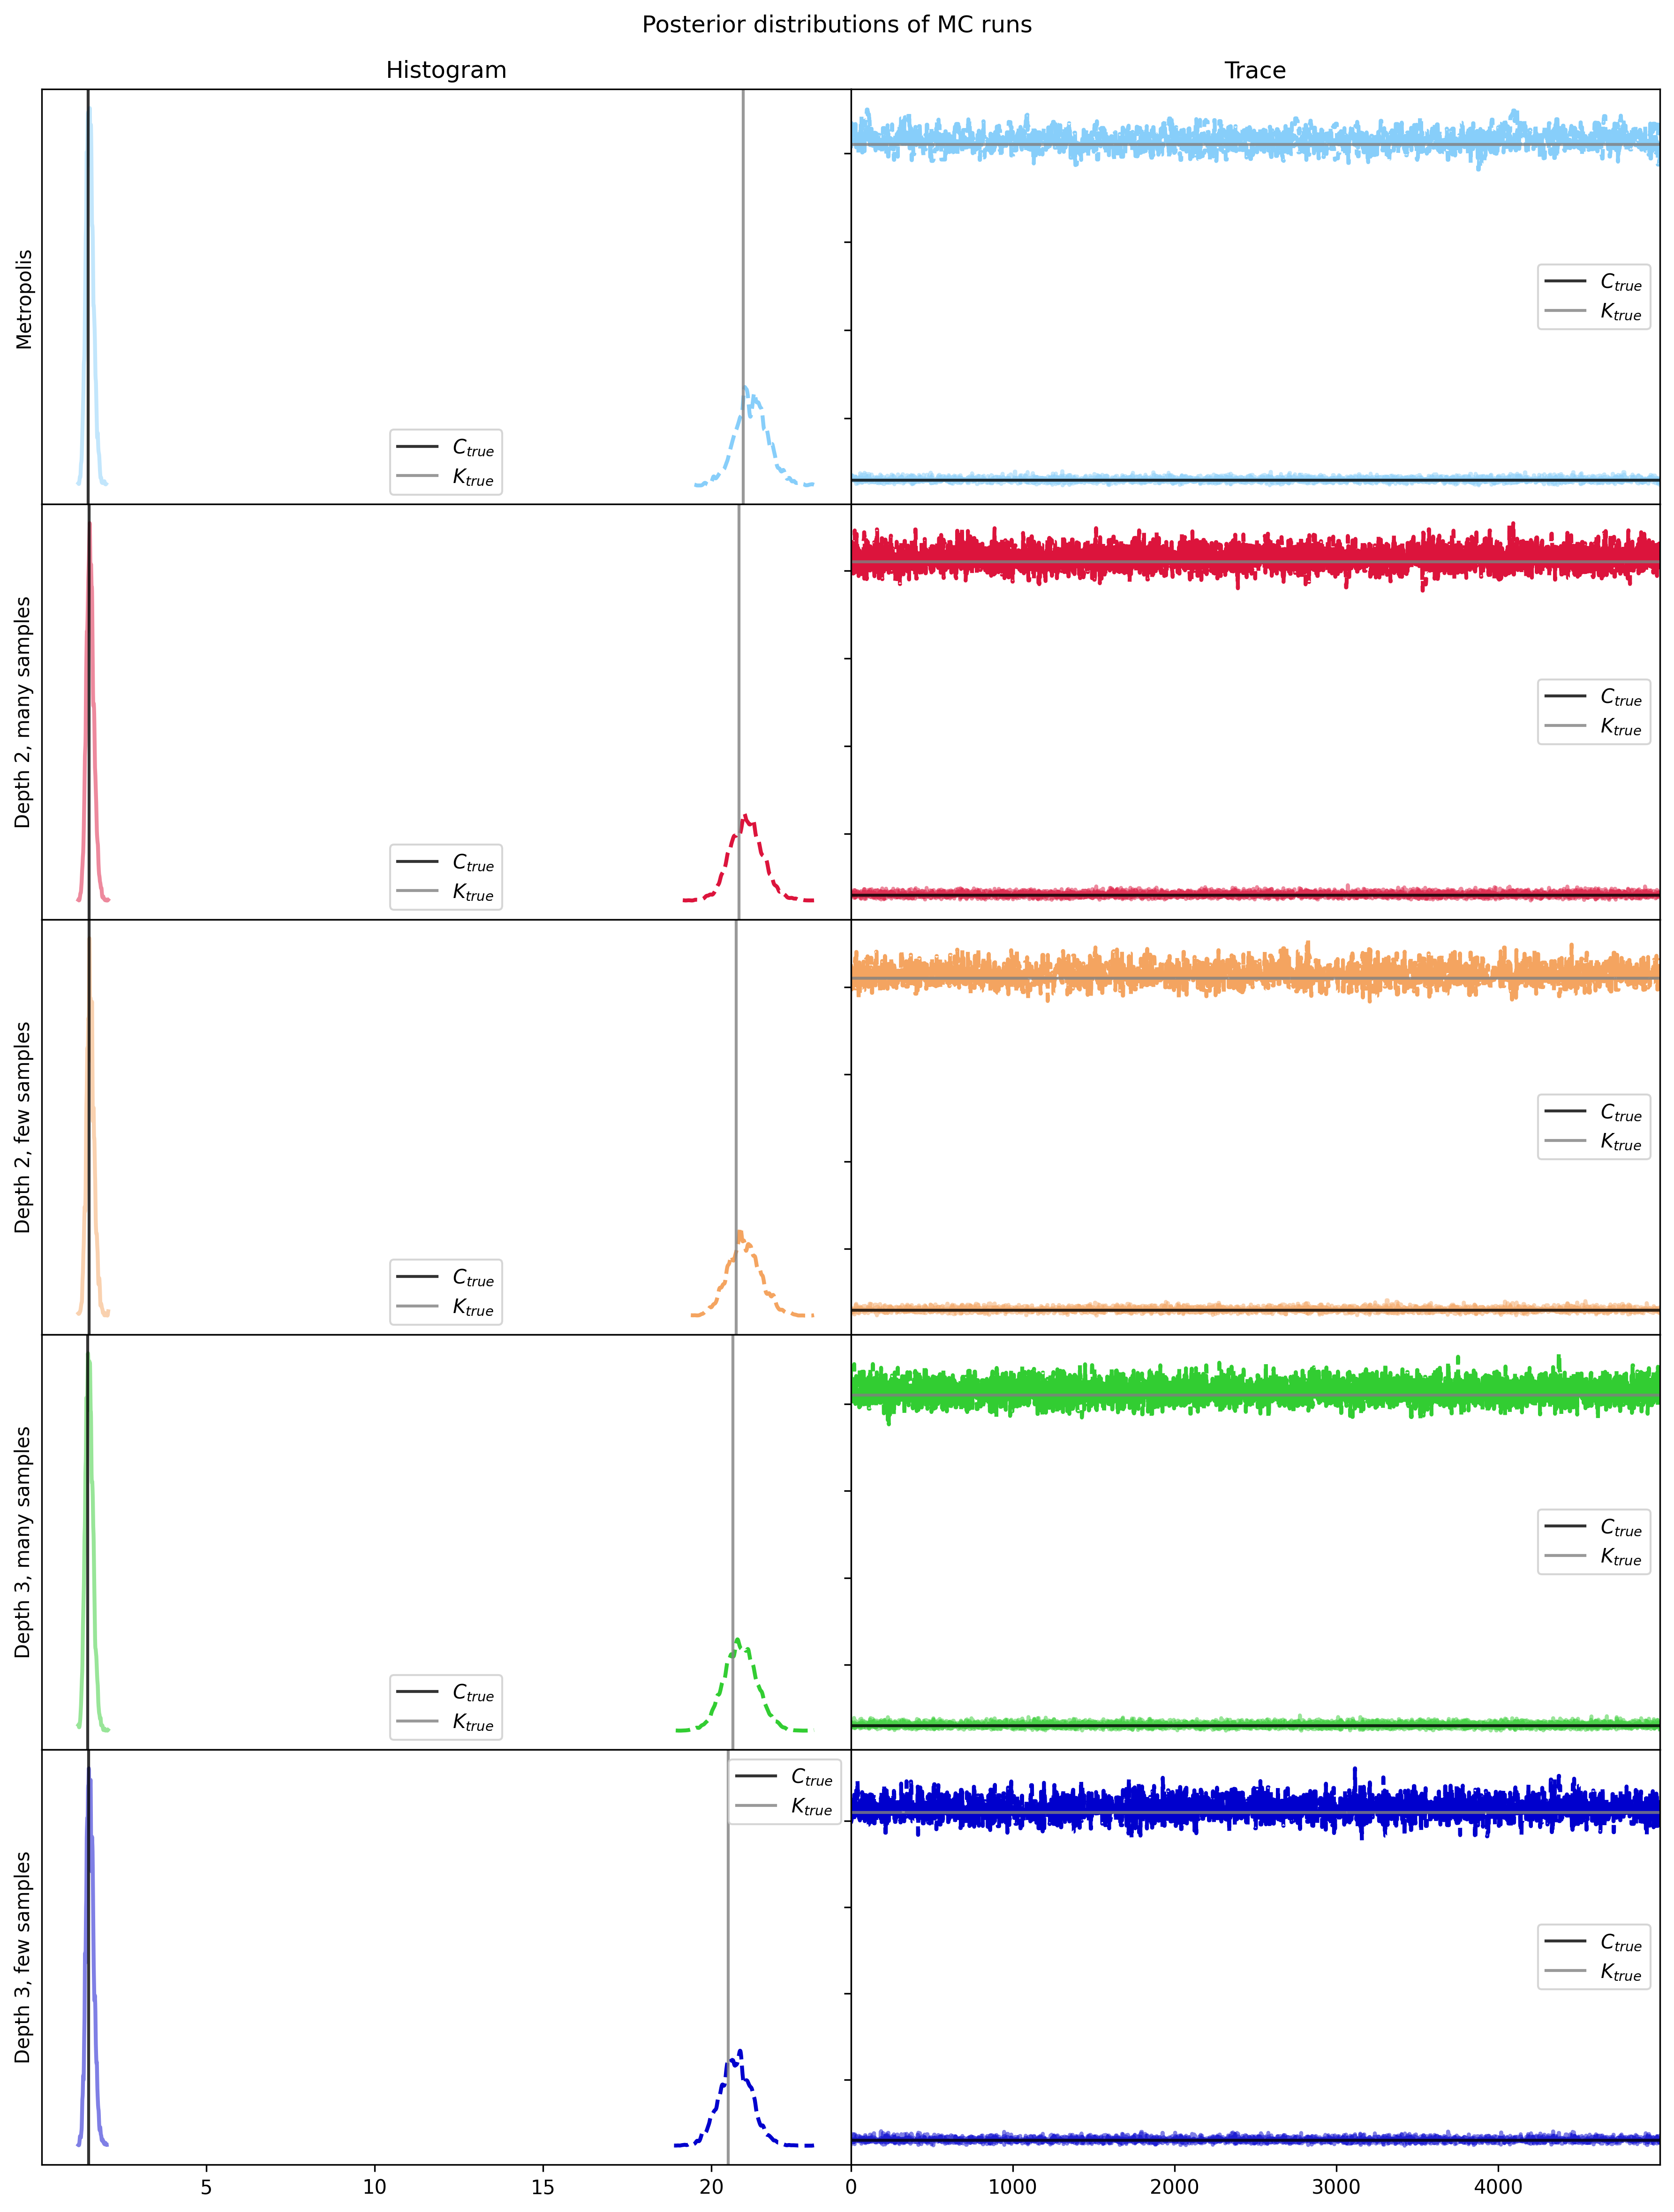 Posterior distributions of MC runs
Histogram
Trace
Metropolis
C_true
K_true
C_true
K_true
Depth 2, many samples
C_true
K_true
C_true
K_true
Depth 2, few samples
C_true
K_true
C_true
K_true
Depth 3, many samples
C_true
K_true
C_true
K_true
Depth 3, few samples
C_true
K_true
C_true
K_true
5 10 15 20 0 1000 2000 3000 4000